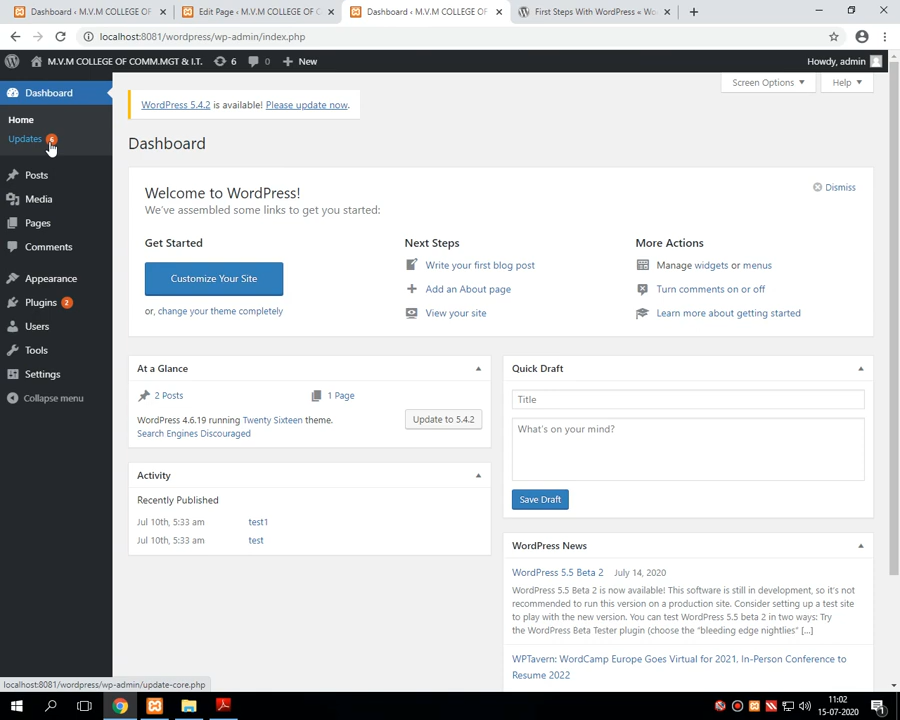 Dashboard ‹ M.V.M COLLEGE OF
Edit Page ‹ M.V.M COLLEGE OF C
Dashboard ‹ M.V.M COLLEGE OF
First Steps With WordPress « Wo
localhost:8081/wordpress/wp-admin/index.php
M.V.M COLLEGE OF COMM.MGT & I.T.
6
0
New
Howdy, admin
Dashboard
Home
Updates 6
Posts
Media
Pages
Comments
Appearance
Plugins 2
Users
Tools
Settings
Collapse menu
Screen Options
Help
WordPress 5.4.2 is available! Please update now.
Dashboard
Welcome to WordPress!
We've assembled some links to get you started:
Dismiss
Get Started
Customize Your Site
or, change your theme completely
Next Steps
Write your first blog post
Add an About page
View your site
More Actions
Manage widgets or menus
Turn comments on or off
Learn more about getting started
At a Glance
2 Posts
1 Page
WordPress 4.6.19 running Twenty Sixteen theme.
Update to 5.4.2
Search Engines Discouraged
Activity
Recently Published
Jul 10th, 5:33 am test1
Jul 10th, 5:33 am test
Quick Draft
Title
What's on your mind?
Save Draft
WordPress News
WordPress 5.5 Beta 2 July 14, 2020
WordPress 5.5 Beta 2 is now available! This software is still in development, so it's not
recommended to run this version on a production site. Consider setting up a test site
to play with the new version. You can test WordPress 5.5 beta 2 in two ways: Try
the WordPress Beta Tester plugin (choose the "bleeding edge nightlies" […]
WPTavern: WordCamp Europe Goes Virtual for 2021, In-Person Conference to
Resume 2022
localhost:8081/wordpress/wp-admin/update-core.php
11:02
15-07-2020
1